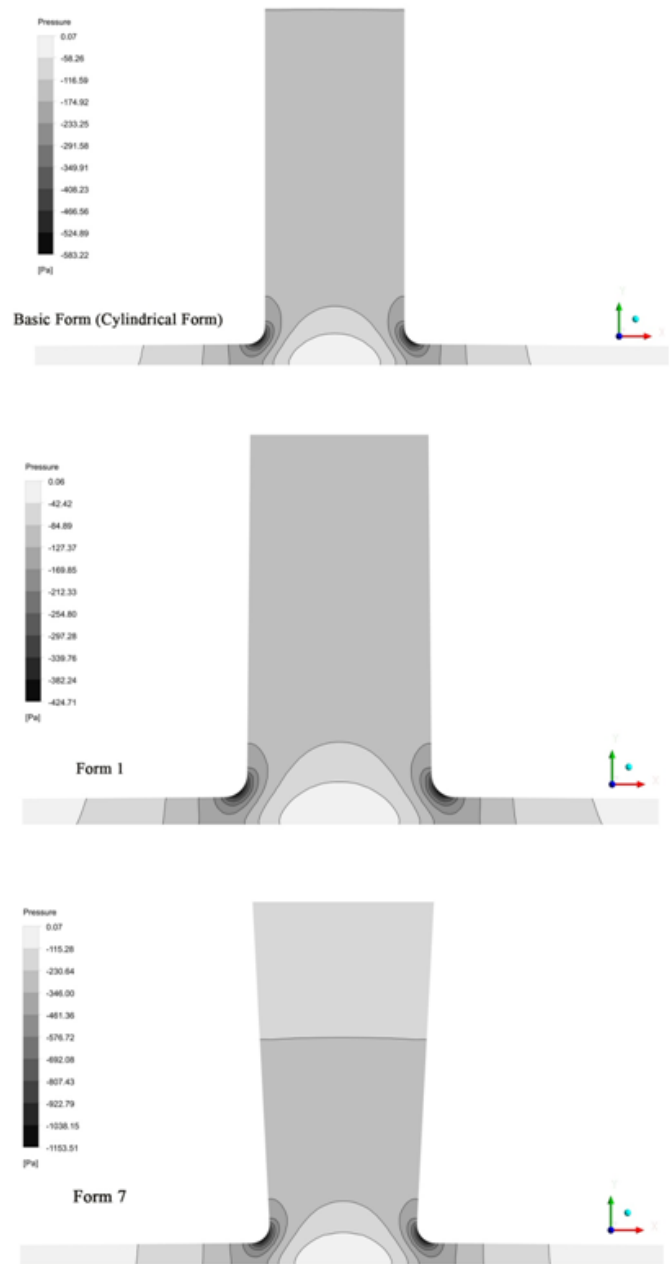 Pressure
0.07
-58.26
-116.59
-174.92
-233.25
-291.58
-349.91
-408.23
-466.56
-524.89
-583.22
[Pa]
Basic Form (Cylindrical Form)
Y
X
Pressure
0.06
-42.42
-84.89
-127.37
-169.85
-212.33
-254.80
-297.28
-339.76
-382.24
-424.71
[Pa]
Form 1
Y
X
Pressure
0.07
-115.28
-230.64
-346.00
-461.36
-576.72
-692.08
-807.43
-922.79
-1038.15
-1153.51
[Pa]
Form 7
Y
X